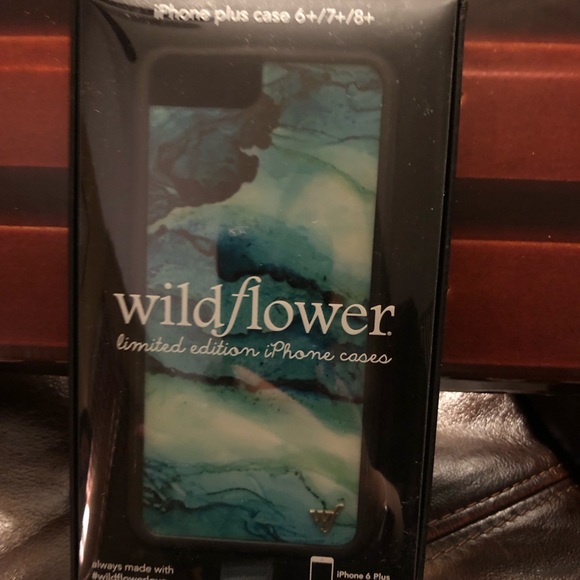 iPhone plus case 6+/7+/8+
wildflower
limited edition iPhone cases
always made with
iPhone 6 Plus